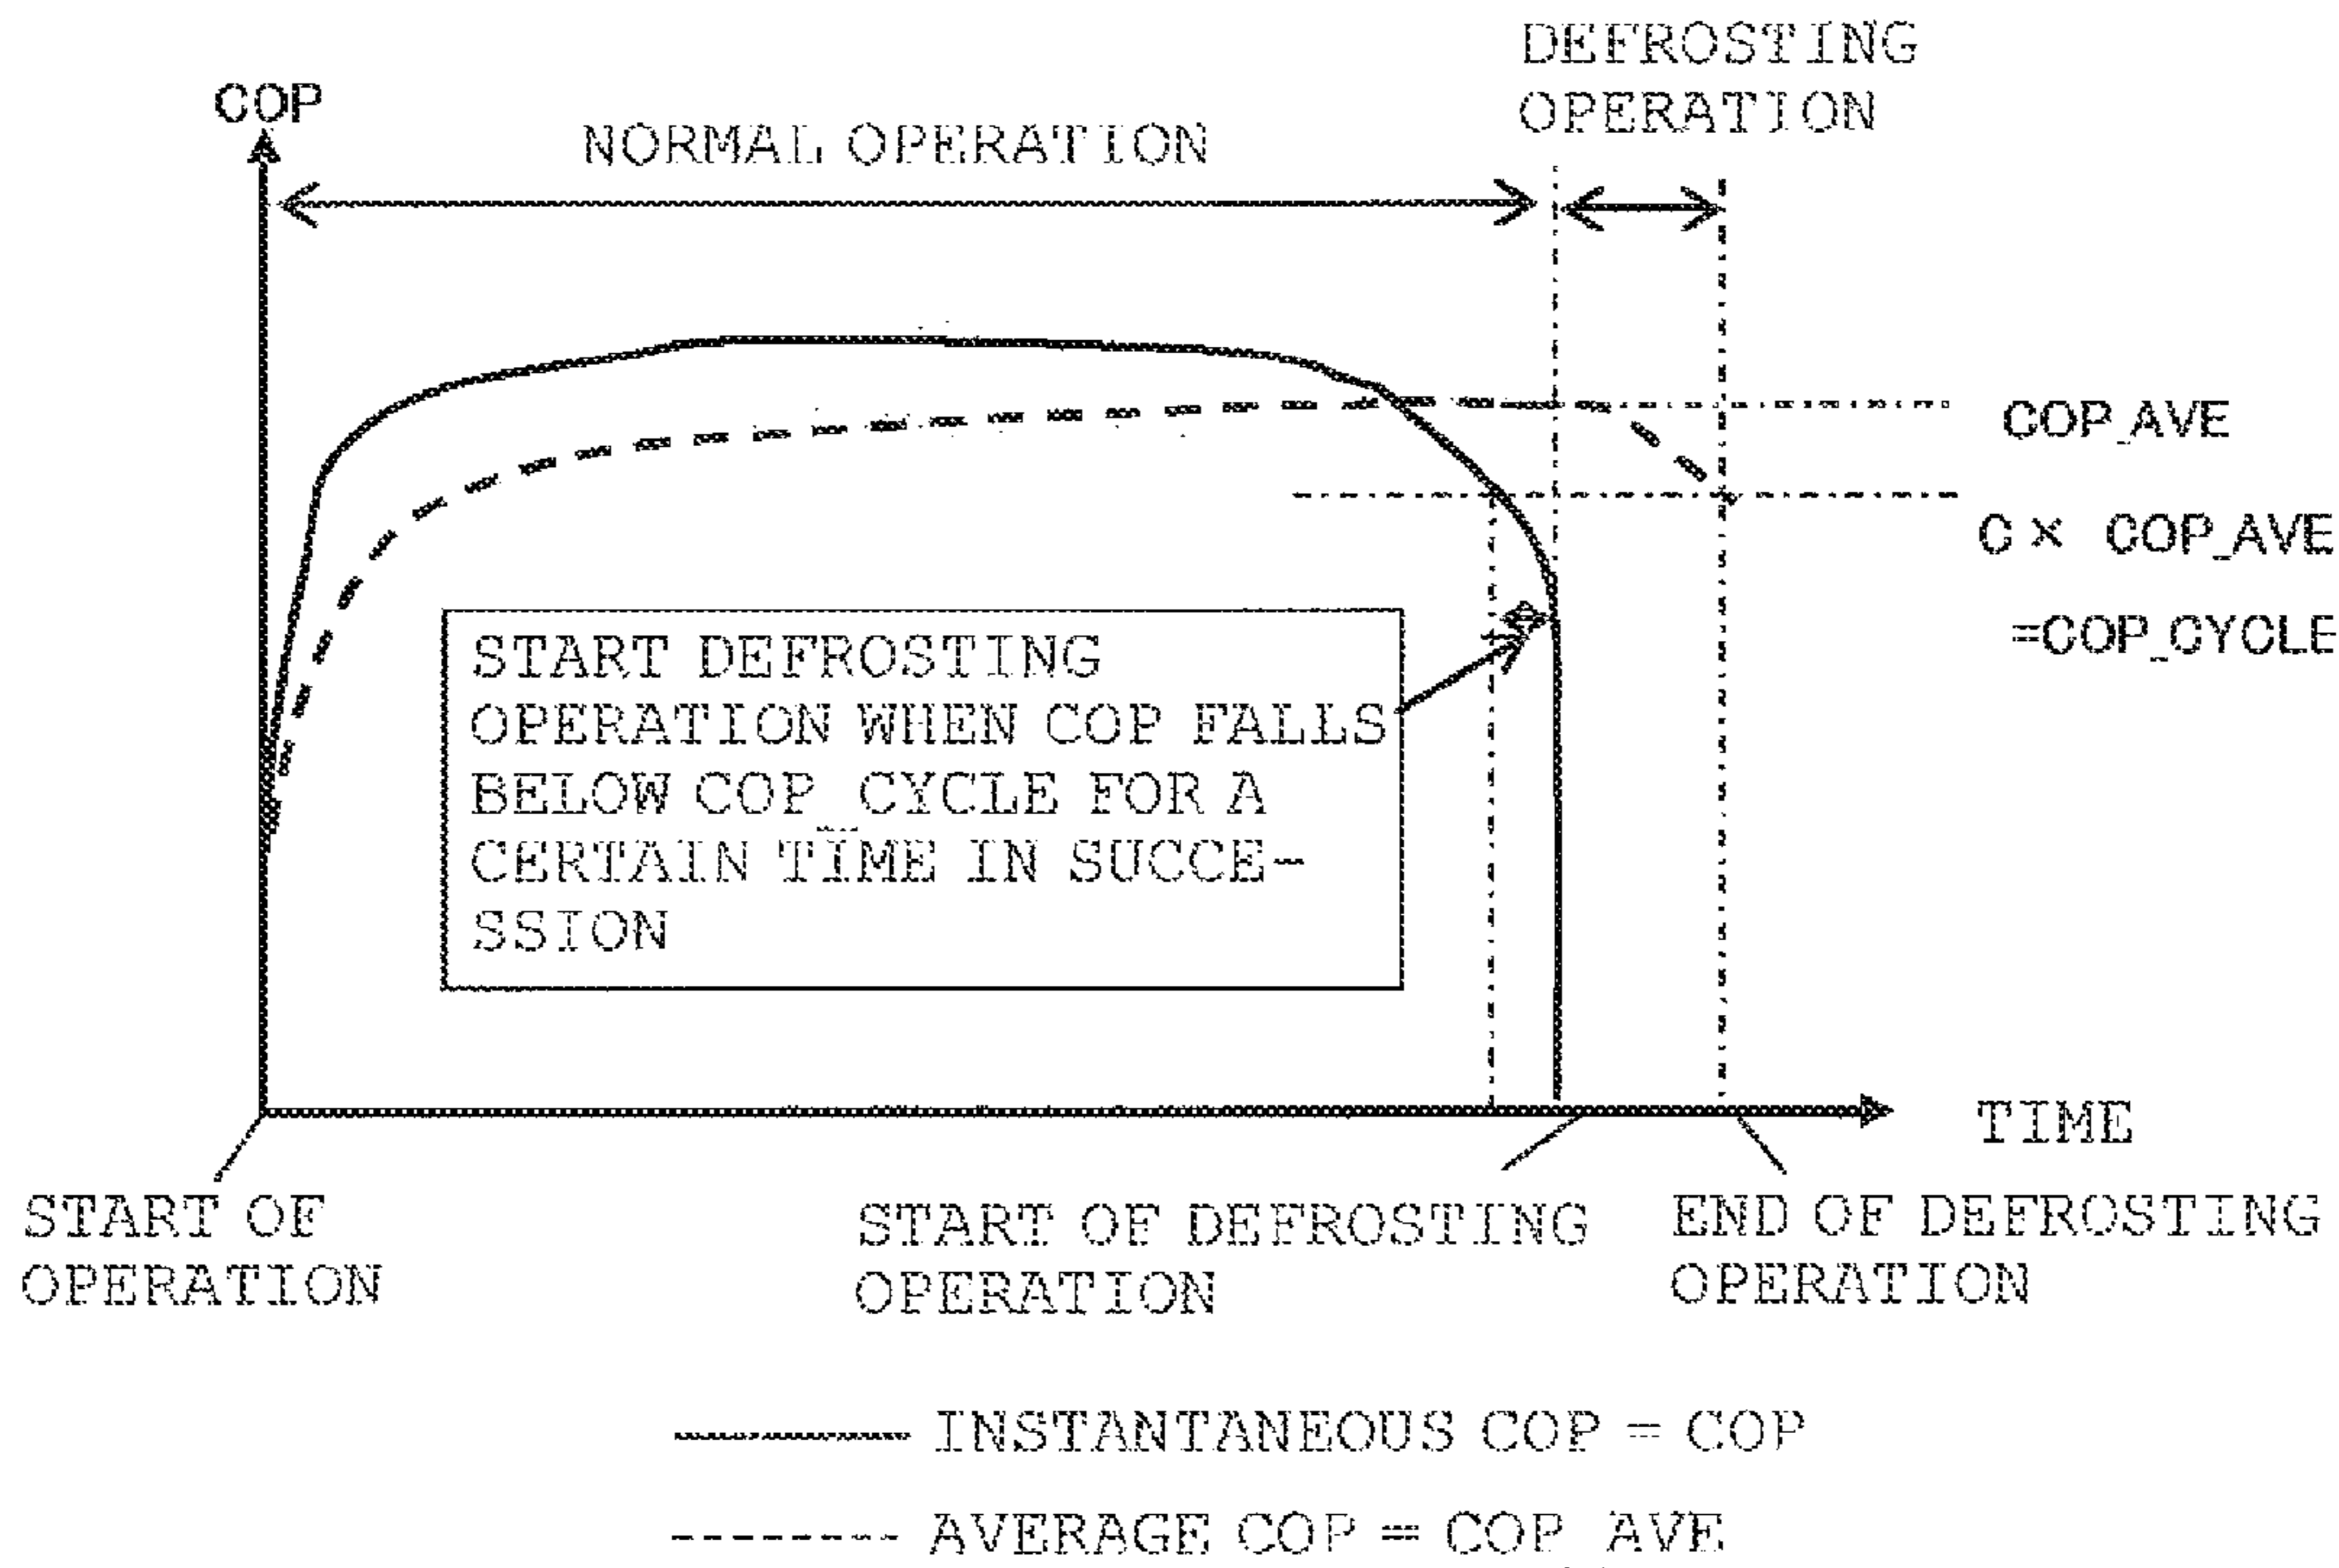 DEFROSTING
OPERATION
COP
NORMAL OPERATION
COP_AVE
C × COP_AVE
=COP_CYCLE
START DEFROSTING
OPERATION WHEN COP FALLS
BELOW COP_CYCLE FOR A
CERTAIN TIME IN SUCCE-
SSION
TIME
START OF
OPERATION
START OF DEFROSTING
OPERATION
END OF DEFROSTING
OPERATION
INSTANTANEOUS COP = COP
AVERAGE COP = COP_AVE